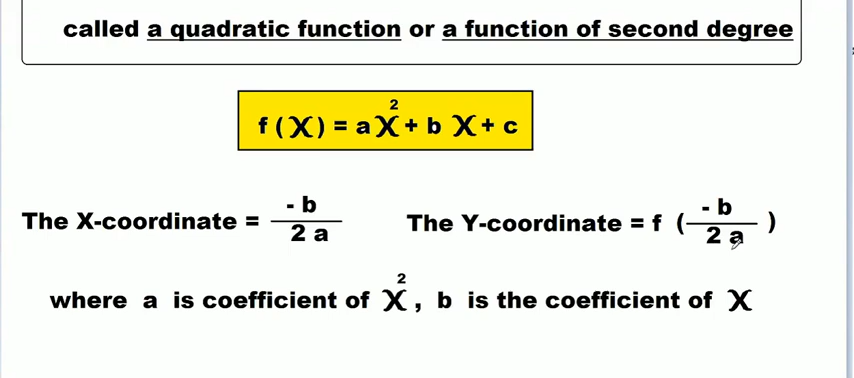 called a quadratic function or a function of second degree
f(X) = aX² + b X + c
The X-coordinate = -b / 2a   The Y-coordinate = f ( -b / 2a )
where a is coefficient of X², b is the coefficient of X